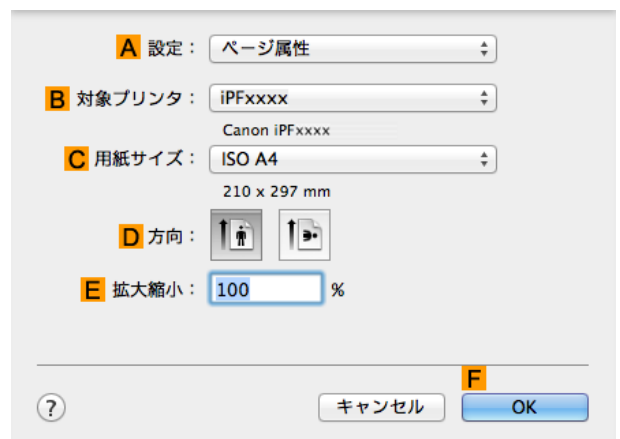 A 設定： ページ属性
B 対象プリンタ： iPFxxxx
Canon iPFxxxx
C 用紙サイズ： ISO A4
210 x 297 mm
D 方向：
E 拡大縮小： 100 %
F
? キャンセル OK